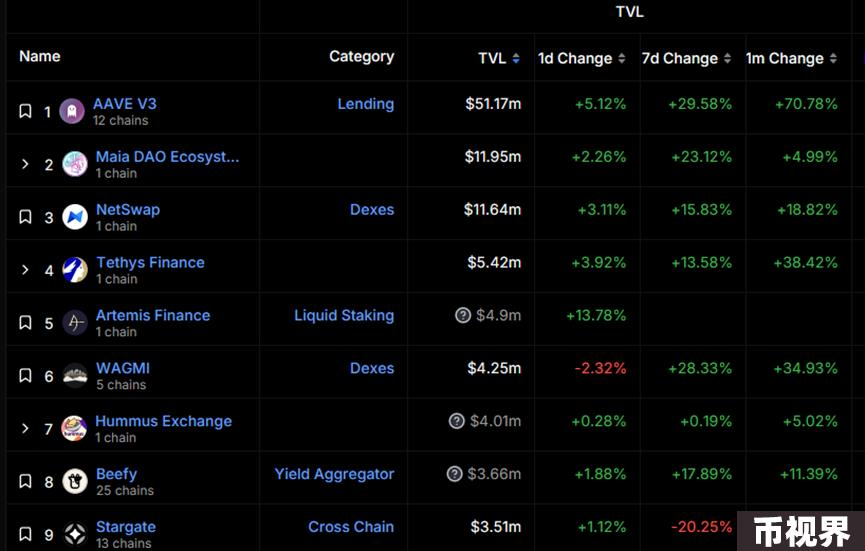 TVL
Name Category TVL 1d Change 7d Change 1m Change
1 AAVE V3 Lending $51.17m +5.12% +29.58% +70.78%
12 chains
2 Maia DAO Ecosyst... $11.95m +2.26% +23.12% +4.99%
1 chain
3 NetSwap Dexes $11.64m +3.11% +15.83% +18.82%
1 chain
4 Tethys Finance $5.42m +3.92% +13.58% +38.42%
1 chain
5 Artemis Finance Liquid Staking ? $4.9m +13.78%
1 chain
6 WAGMI Dexes $4.25m -2.32% +28.33% +34.93%
5 chains
7 Hummus Exchange ? $4.01m +0.28% +0.19% +5.02%
1 chain
8 Beefy Yield Aggregator ? $3.66m +1.88% +17.89% +11.39%
25 chains
9 Stargate Cross Chain $3.51m +1.12% -20.25%
13 chains
币视界